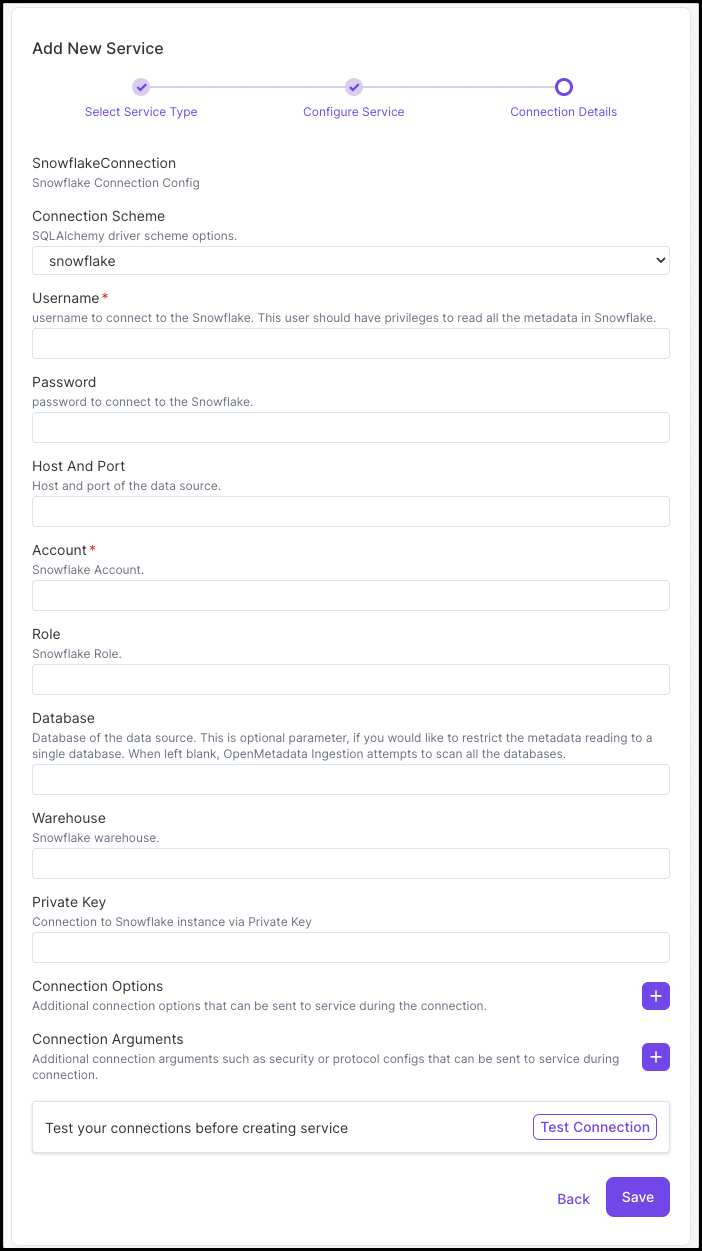 Add New Service
Select Service Type
Configure Service
Connection Details
SnowflakeConnection
Snowflake Connection Config
Connection Scheme
SQLAlchemy driver scheme options.
snowflake
Username*
username to connect to the Snowflake. This user should have privileges to read all the metadata in Snowflake.
Password
password to connect to the Snowflake.
Host And Port
Host and port of the data source.
Account*
Snowflake Account.
Role
Snowflake Role.
Database
Database of the data source. This is optional parameter, if you would like to restrict the metadata reading to a
single database. When left blank, OpenMetadata Ingestion attempts to scan all the databases.
Warehouse
Snowflake warehouse.
Private Key
Connection to Snowflake instance via Private Key
Connection Options
Additional connection options that can be sent to service during the connection.
Connection Arguments
Additional connection arguments such as security or protocol configs that can be sent to service during
connection.
Test your connections before creating service
Test Connection
Back
Save